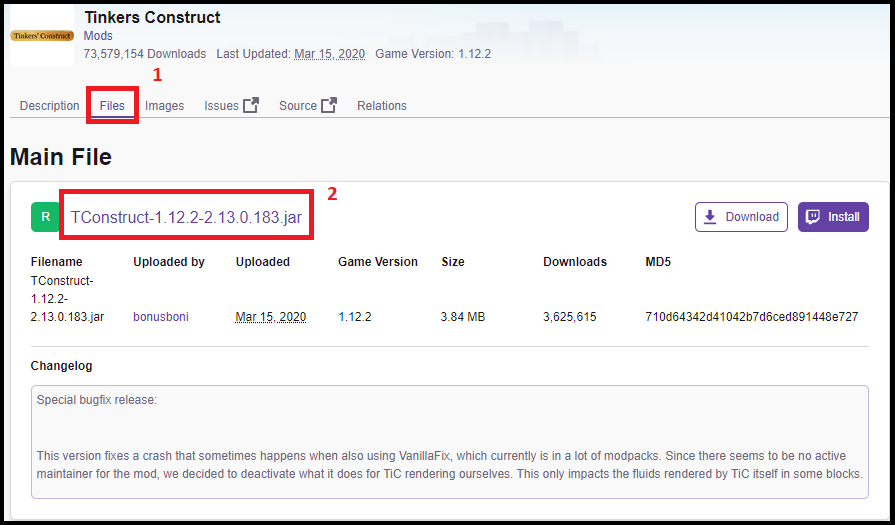 Tinkers' Construct
Tinkers Construct
Mods
73,579,154 Downloads Last Updated: Mar 15, 2020 Game Version: 1.12.2
1
Description Files Images Issues Source Relations
Main File
2
R TConstruct-1.12.2-2.13.0.183.jar Download Install
Filename Uploaded by Uploaded Game Version Size Downloads MD5
TConstruct-
1.12.2-
2.13.0.183.jar bonusboni Mar 15, 2020 1.12.2 3.84 MB 3,625,615 710d64342d41042b7d6ced891448e727
Changelog
Special bugfix release:
This version fixes a crash that sometimes happens when also using VanillaFix, which currently is in a lot of modpacks. Since there seems to be no active
maintainer for the mod, we decided to deactivate what it does for TiC rendering ourselves. This only impacts the fluids rendered by TiC itself in some blocks.